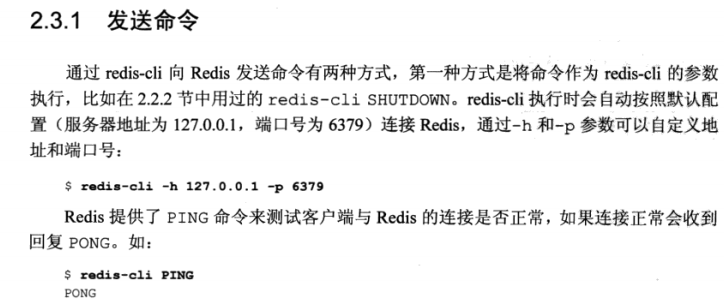 2.3.1 发送命令
通过 redis-cli 向 Redis 发送命令有两种方式，第一种方式是将命令作为 redis-cli 的参数
执行，比如在 2.2.2 节中用过的 redis-cli SHUTDOWN。redis-cli 执行时会自动按照默认配
置（服务器地址为 127.0.0.1，端口号为 6379）连接 Redis，通过-h 和-p 参数可以自定义地
址和端口号：
$ redis-cli -h 127.0.0.1 -p 6379
Redis 提供了 PING 命令来测试客户端与 Redis 的连接是否正常，如果连接正常会收到
回复 PONG。如：
$ redis-cli PING
PONG